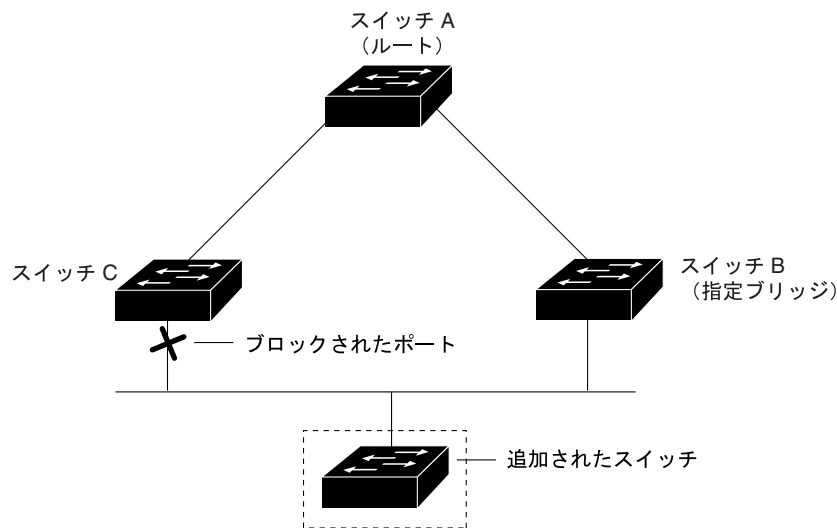 スイッチ A
（ルート）
スイッチ C
スイッチ B
（指定ブリッジ）
ブロックされたポート
追加されたスイッチ